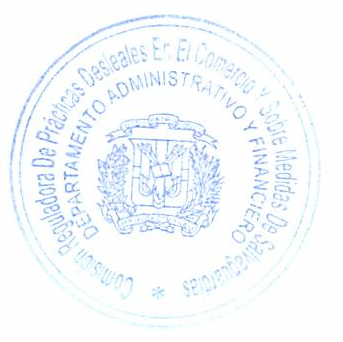 Comisión Reguladora De Prácticas Desleales En El Comercio Y Sobre Medidas De Salvaguardias
DEPARTAMENTO ADMINISTRATIVO Y FINANCIERO